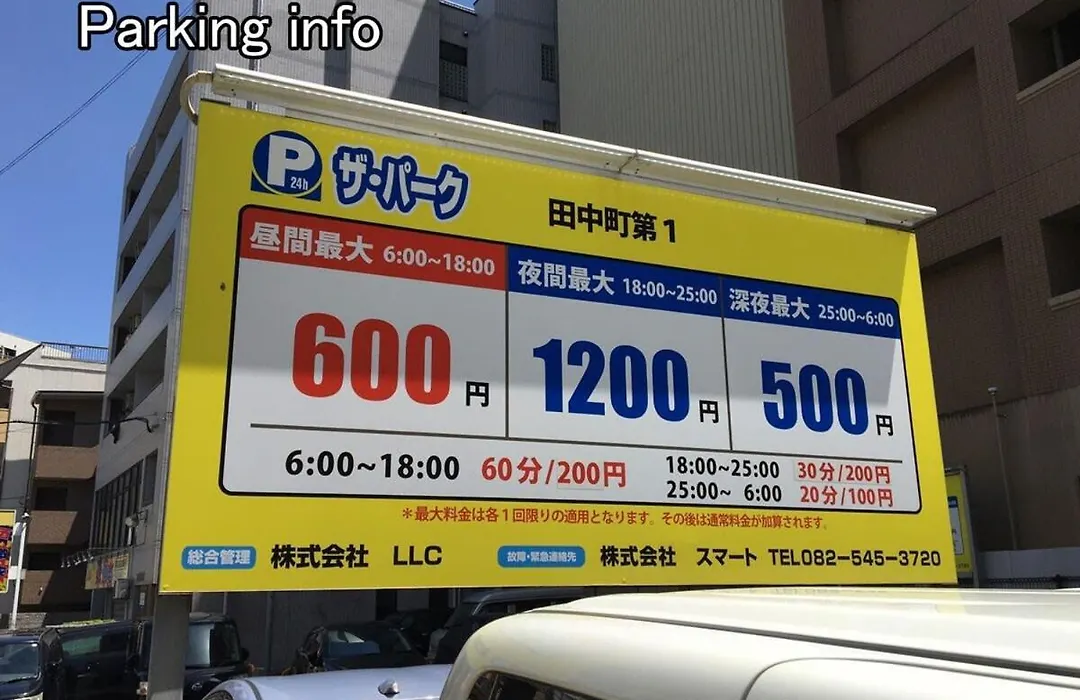 Parking info
P 24h ザ・パーク
田中町第1
昼間最大 6:00~18:00
600円
夜間最大 18:00~25:00
1200円
深夜最大 25:00~6:00
500円
6:00~18:00 60分/200円
18:00~25:00 30分/200円
25:00~ 6:00 20分/100円
*最大料金は各1回限りの適用となります。その後は通常料金が加算されます。
総合管理 株式会社 LLC
故障・緊急連絡先 株式会社 スマート TEL082-545-3720